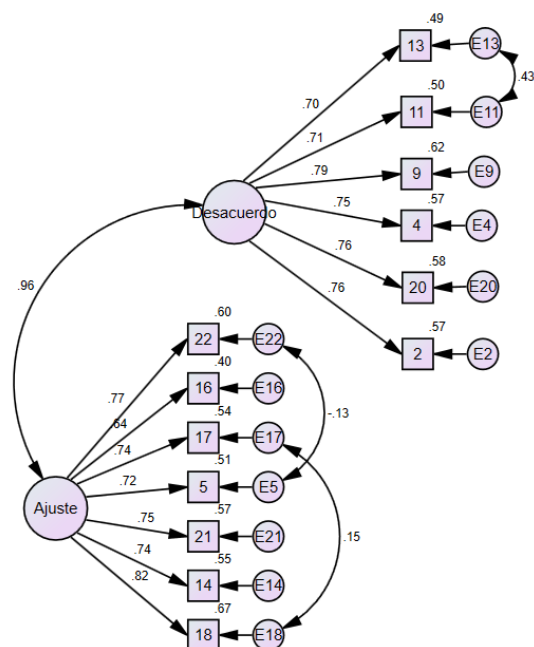 .49
13
E13
.43
.70
.50
11
E11
.71
.62
.79
9
E9
Desacuerdo
.75
.57
4
E4
.76
.58
20
E20
.96
.76
.57
2
E2
.60
22
E22
.77
.40
16
E16
.64
.54
-.13
17
E17
.74
.51
5
E5
.72
Ajuste
.57
.75
21
E21
.15
.74
.55
14
E14
.82
.67
18
E18